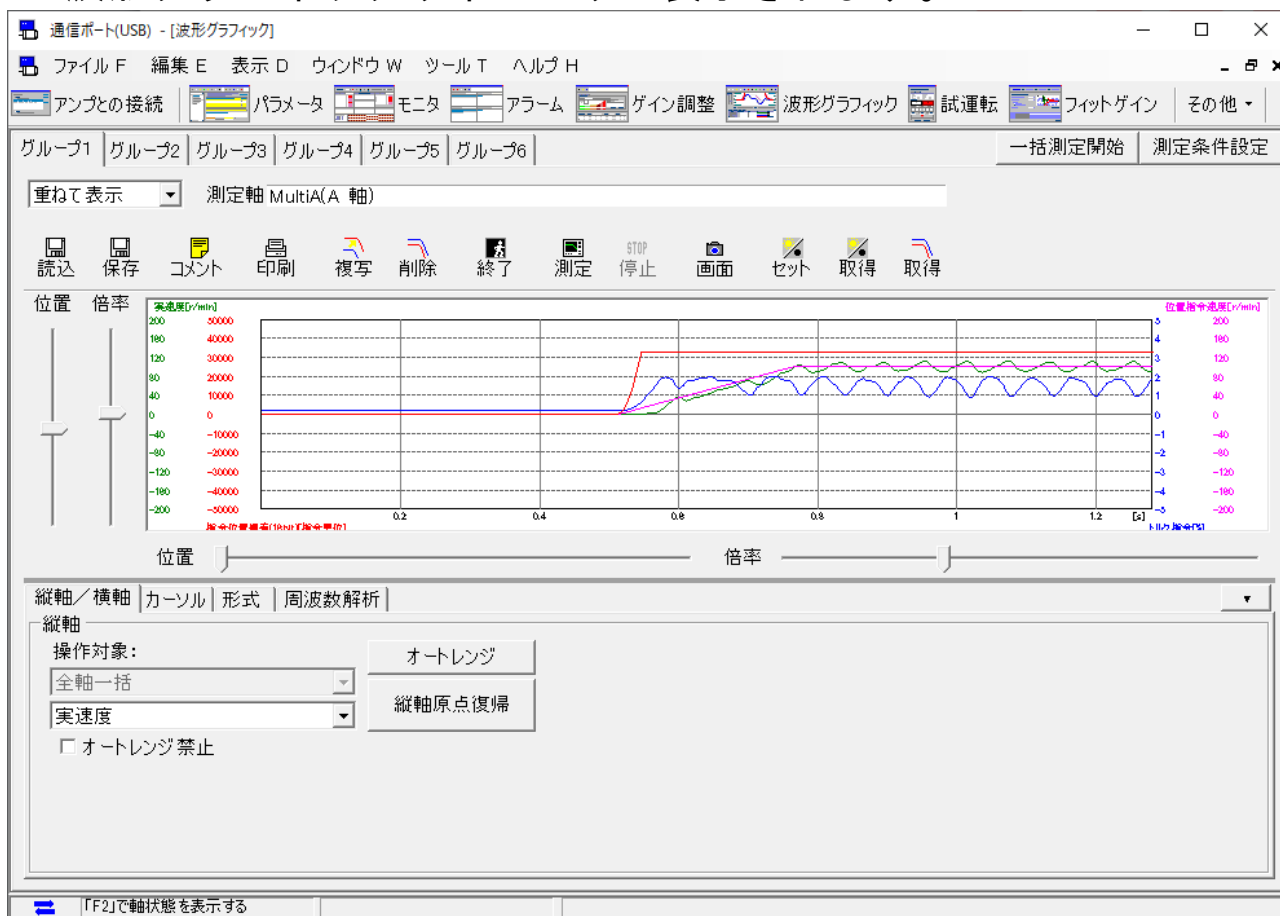 通信ポート(USB) - [波形グラフィック]
ファイル F 編集 E 表示 D ウィンドウ W ツール T ヘルプ H
アンプとの接続 パラメータ モニタ アラーム ゲイン調整 波形グラフィック 試運転 フィットゲイン その他
グループ1 グループ2 グループ3 グループ4 グループ5 グループ6 一括測定開始 測定条件設定
重ねて表示 測定軸 MultiA(A 軸)
読込 保存 コメント 印刷 複写 削除 終了 測定 STOP 停止 画面 セット 取得 取得
位置 倍率 実速度[r/min] 位置指令速度[r/min]
200 50000 5 200
160 40000 4 160
120 30000 3 120
80 20000 2 80
40 10000 1 40
0 0 0 0
-40 -10000 -1 -40
-80 -20000 -2 -80
-120 -30000 -3 -120
-160 -40000 -4 -160
-200 -50000 0.2 0.4 0.6 0.8 1 1.2 [s] -5 -200
トルク指令[%]
位置 倍率
縦軸/横軸 カーソル 形式 周波数解析
縦軸
操作対象:
オートレンジ
全軸一括
縦軸原点復帰
実速度
オートレンジ禁止
「F2」で軸状態を表示する